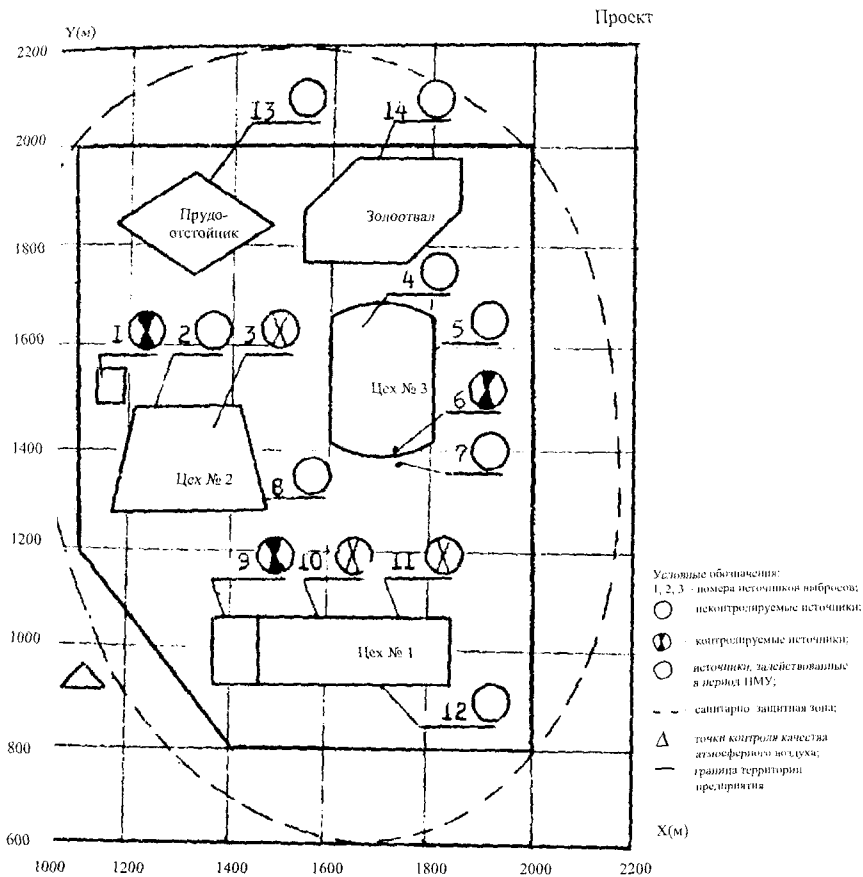 Проект
Y(м)
2200
13
14
2000
Прудо-
отстойник
Золоотвал
1800
4
1 2 3
5
1600
Цех № 3
6
1400
7
Цех № 2
8
1200
9 10 11
Условные обозначения:
1, 2, 3 - номера источников выбросов;
неконтролируемые источники;
1000
Цех № 1
- контролируемые источники;
источники, задействованные
в период НМУ;
12
санитарно защитная зона;
800
точки контроля качества
атмосферного воздуха;
граница территории
предприятия
600
X(м)
1000 1200 1400 1600 1800 2000 2200